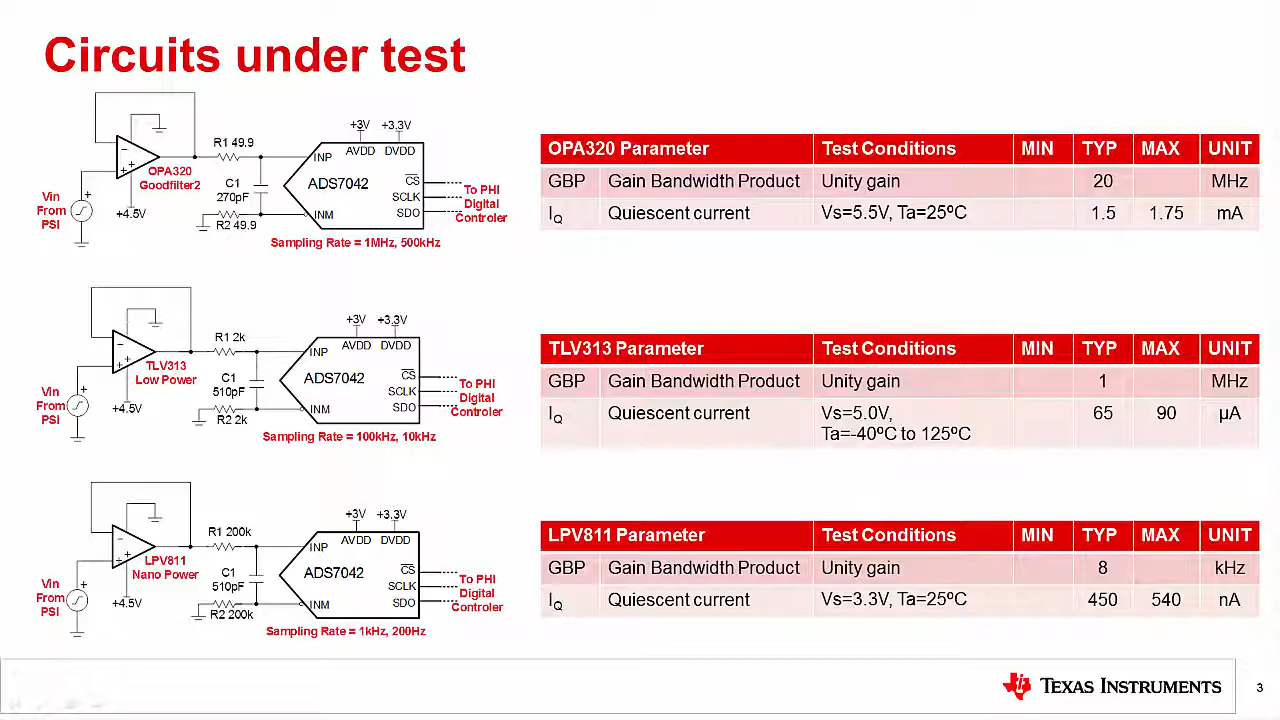 Circuits under test
+3V +3.3V
R1 49.9
AVDD DVDD
INP
OPA320
Goodfilter2
C1
270pF
ADS7042
CS
SCLK
SDO
To PHI
Digital
Controler
Vin
From
PSI
+4.5V
INM
R2 49.9
Sampling Rate = 1MHz, 500kHz
OPA320 Parameter Test Conditions MIN TYP MAX UNIT
GBP Gain Bandwidth Product Unity gain 20 MHz
IQ Quiescent current Vs=5.5V, Ta=25ºC 1.5 1.75 mA
+3V +3.3V
R1 2k
AVDD DVDD
INP
TLV313
Low Power
C1
510pF
ADS7042
CS
SCLK
SDO
To PHI
Digital
Controler
Vin
From
PSI
+4.5V
INM
R2 2k
Sampling Rate = 100kHz, 10kHz
TLV313 Parameter Test Conditions MIN TYP MAX UNIT
GBP Gain Bandwidth Product Unity gain 1 MHz
IQ Quiescent current Vs=5.0V, 65 90 µA
Ta=-40ºC to 125ºC
+3V +3.3V
R1 200k
AVDD DVDD
INP
LPV811
Nano Power
C1
510pF
ADS7042
CS
SCLK
SDO
To PHI
Digital
Controler
Vin
From
PSI
+4.5V
INM
R2 200k
Sampling Rate = 1kHz, 200Hz
LPV811 Parameter Test Conditions MIN TYP MAX UNIT
GBP Gain Bandwidth Product Unity gain 8 kHz
IQ Quiescent current Vs=3.3V, Ta=25ºC 450 540 nA
TEXAS INSTRUMENTS
3